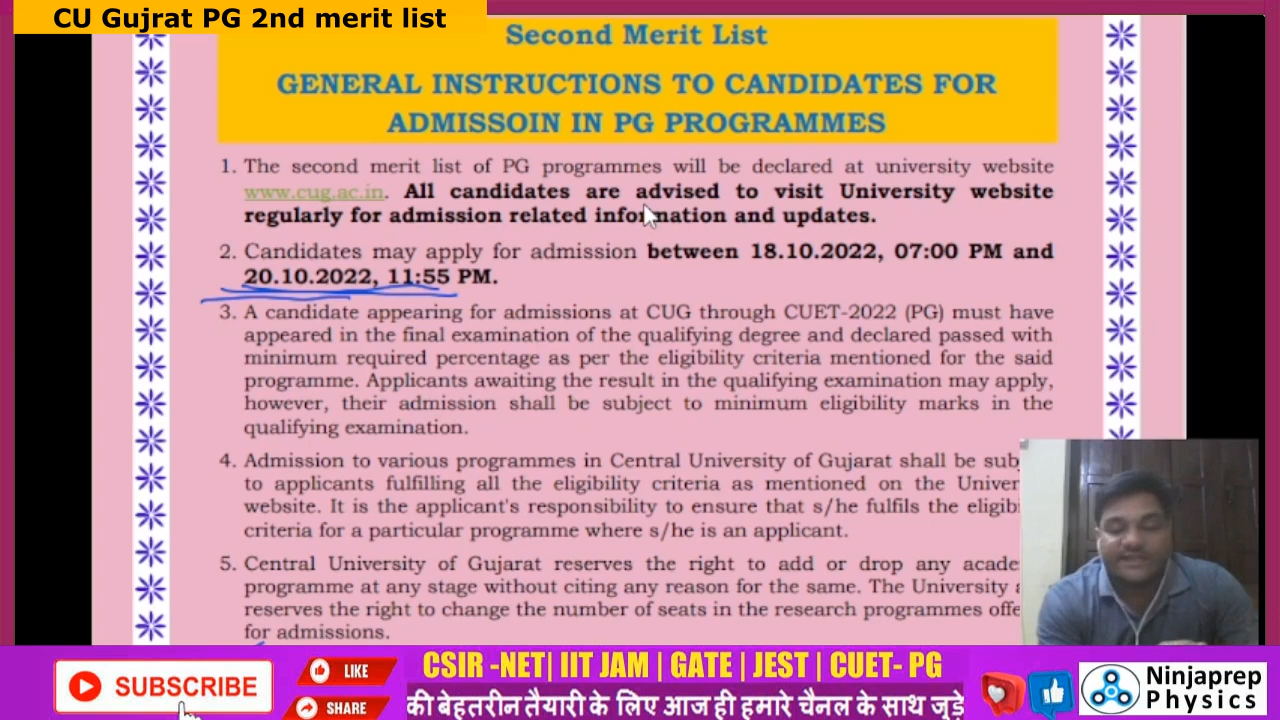 CU Gujrat PG 2nd merit list
Second Merit List
GENERAL INSTRUCTIONS TO CANDIDATES FOR
ADMISSOIN IN PG PROGRAMMES
1. The second merit list of PG programmes will be declared at university website
www.cug.ac.in. All candidates are advised to visit University website
regularly for admission related information and updates.
2. Candidates may apply for admission between 18.10.2022, 07:00 PM and
20.10.2022, 11:55 PM.
3. A candidate appearing for admissions at CUG through CUET-2022 (PG) must have
appeared in the final examination of the qualifying degree and declared passed with
minimum required percentage as per the eligibility criteria mentioned for the said
programme. Applicants awaiting the result in the qualifying examination may apply,
however, their admission shall be subject to minimum eligibility marks in the
qualifying examination.
4. Admission to various programmes in Central University of Gujarat shall be sub
to applicants fulfilling all the eligibility criteria as mentioned on the Univer
website. It is the applicant's responsibility to ensure that s/he fulfils the eligib
criteria for a particular programme where s/he is an applicant.
5. Central University of Gujarat reserves the right to add or drop any acade
programme at any stage without citing any reason for the same. The University
reserves the right to change the number of seats in the research programmes offe
for admissions.
SUBSCRIBE
LIKE
SHARE
CSIR -NET| IIT JAM | GATE | JEST | CUET- PG
की बेहतरीन तैयारी के लिए आज ही हमारे चैनल के साथ जुड़े
Ninjaprep
Physics